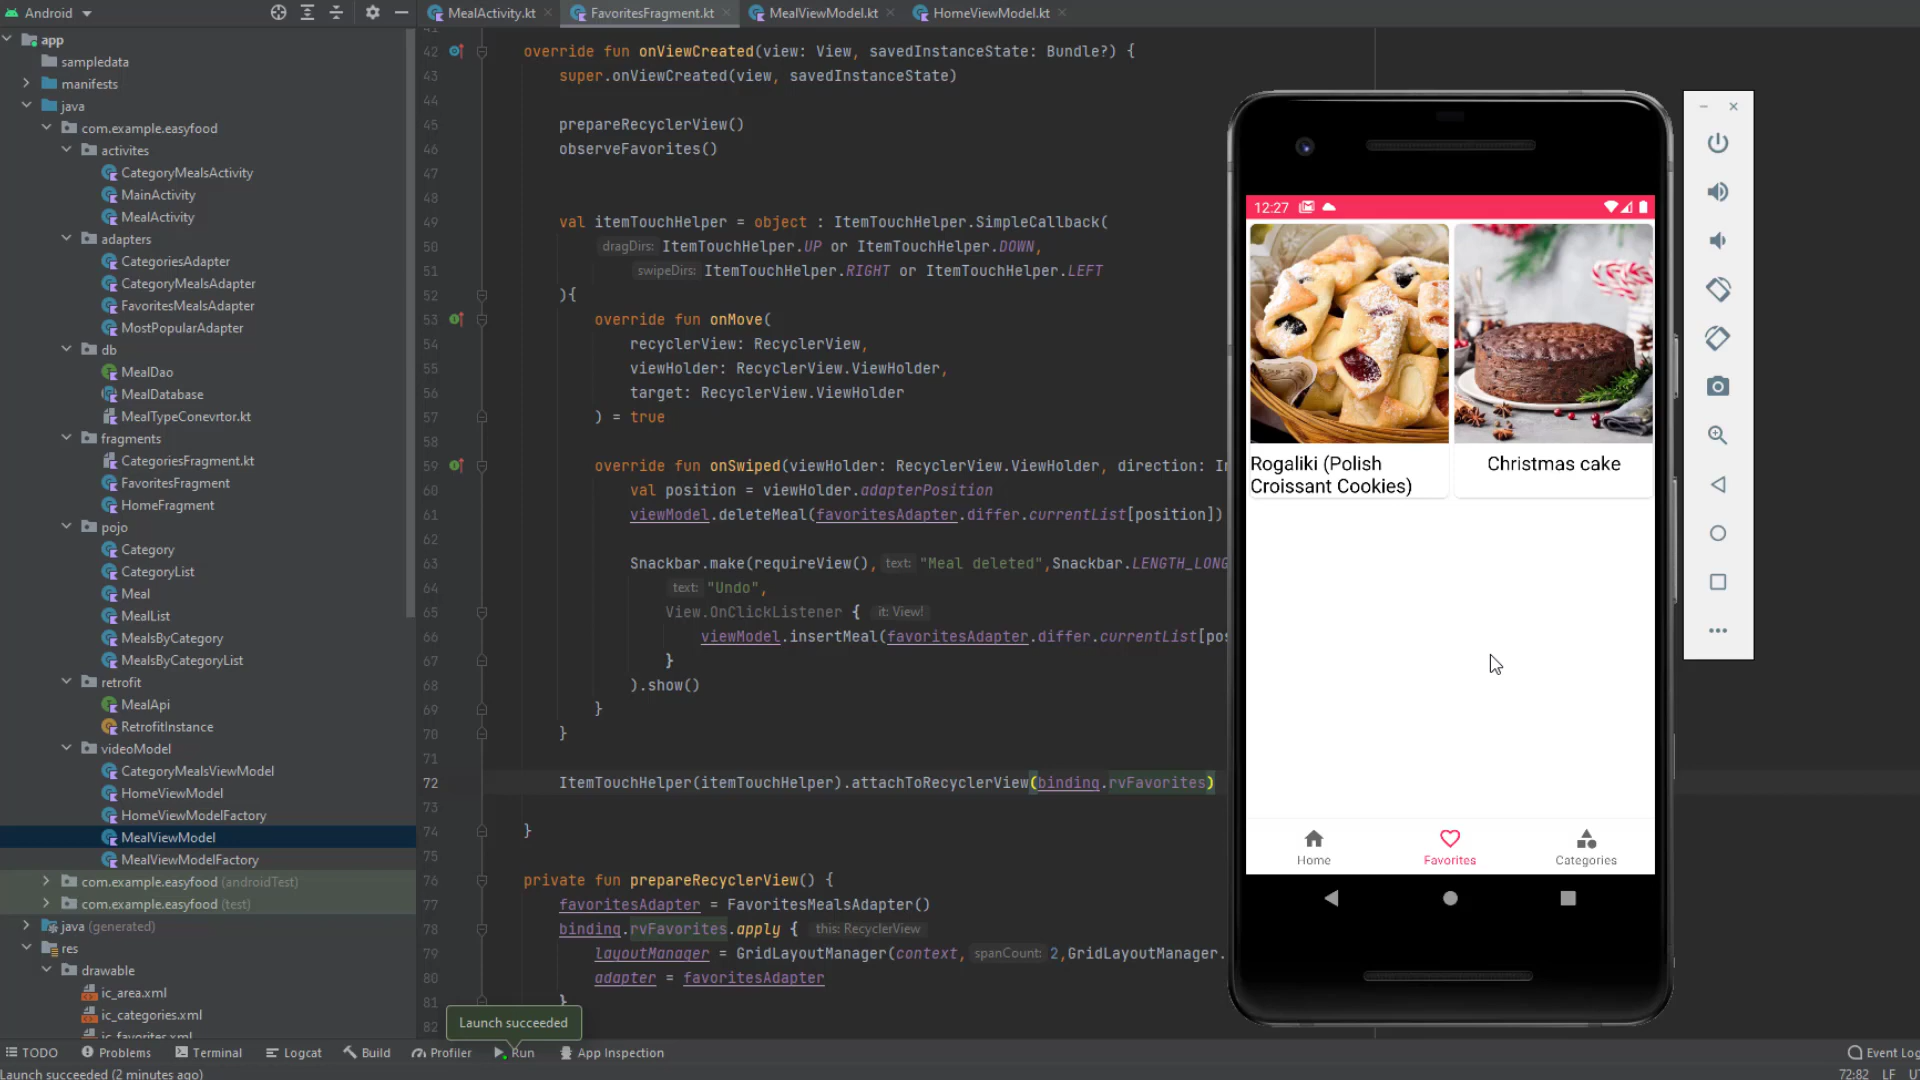 Android
MealActivity.kt
FavoritesFragment.kt
MealViewModel.kt
HomeViewModel.kt
app
sampledata
manifests
java
com.example.easyfood
activites
CategoryMealsActivity
MainActivity
MealActivity
adapters
CategoriesAdapter
CategoryMealsAdapter
FavoritesMealsAdapter
MostPopularAdapter
db
MealDao
MealDatabase
MealTypeConevrtor.kt
fragments
CategoriesFragment.kt
FavoritesFragment
HomeFragment
pojo
Category
CategoryList
Meal
MealList
MealsByCategory
MealsByCategoryList
retrofit
MealApi
RetrofitInstance
videoModel
CategoryMealsViewModel
HomeViewModel
HomeViewModelFactory
MealViewModel
MealViewModelFactory
com.example.easyfood (androidTest)
com.example.easyfood (test)
java (generated)
res
drawable
ic_area.xml
ic_categories.xml
ic_favorites.xml
42 override fun onViewCreated(view: View, savedInstanceState: Bundle?) {
43 super.onViewCreated(view, savedInstanceState)
44
45 prepareRecyclerView()
46 observeFavorites()
47
48
49 val itemTouchHelper = object : ItemTouchHelper.SimpleCallback(
50 dragDirs: ItemTouchHelper.UP or ItemTouchHelper.DOWN,
51 swipeDirs: ItemTouchHelper.RIGHT or ItemTouchHelper.LEFT
52 ){
53 override fun onMove(
54 recyclerView: RecyclerView,
55 viewHolder: RecyclerView.ViewHolder,
56 target: RecyclerView.ViewHolder
57 ) = true
58
59 override fun onSwiped(viewHolder: RecyclerView.ViewHolder, direction: In
60 val position = viewHolder.adapterPosition
61 viewModel.deleteMeal(favoritesAdapter.differ.currentList[position])
62
63 Snackbar.make(requireView(), text: "Meal deleted",Snackbar.LENGTH_LONG
64 text: "Undo",
65 View.OnClickListener { it: View!
66 viewModel.insertMeal(favoritesAdapter.differ.currentList[pos
67 }
68 ).show()
69 }
70 }
71
72 ItemTouchHelper(itemTouchHelper).attachToRecyclerView(binding.rvFavorites)
73
74 }
75
76 private fun prepareRecyclerView() {
77 favoritesAdapter = FavoritesMealsAdapter()
78 binding.rvFavorites.apply { this: RecyclerView
79 layoutManager = GridLayoutManager(context, spanCount: 2,GridLayoutManager.
80 adapter = favoritesAdapter
81 }
82
Launch succeeded
12:27
Rogaliki (Polish
Croissant Cookies)
Christmas cake
Home
Favorites
Categories
TODO
Problems
Terminal
Logcat
Build
Profiler
Run
App Inspection
Event Log
Launch succeeded (2 minutes ago)
72:82 LF